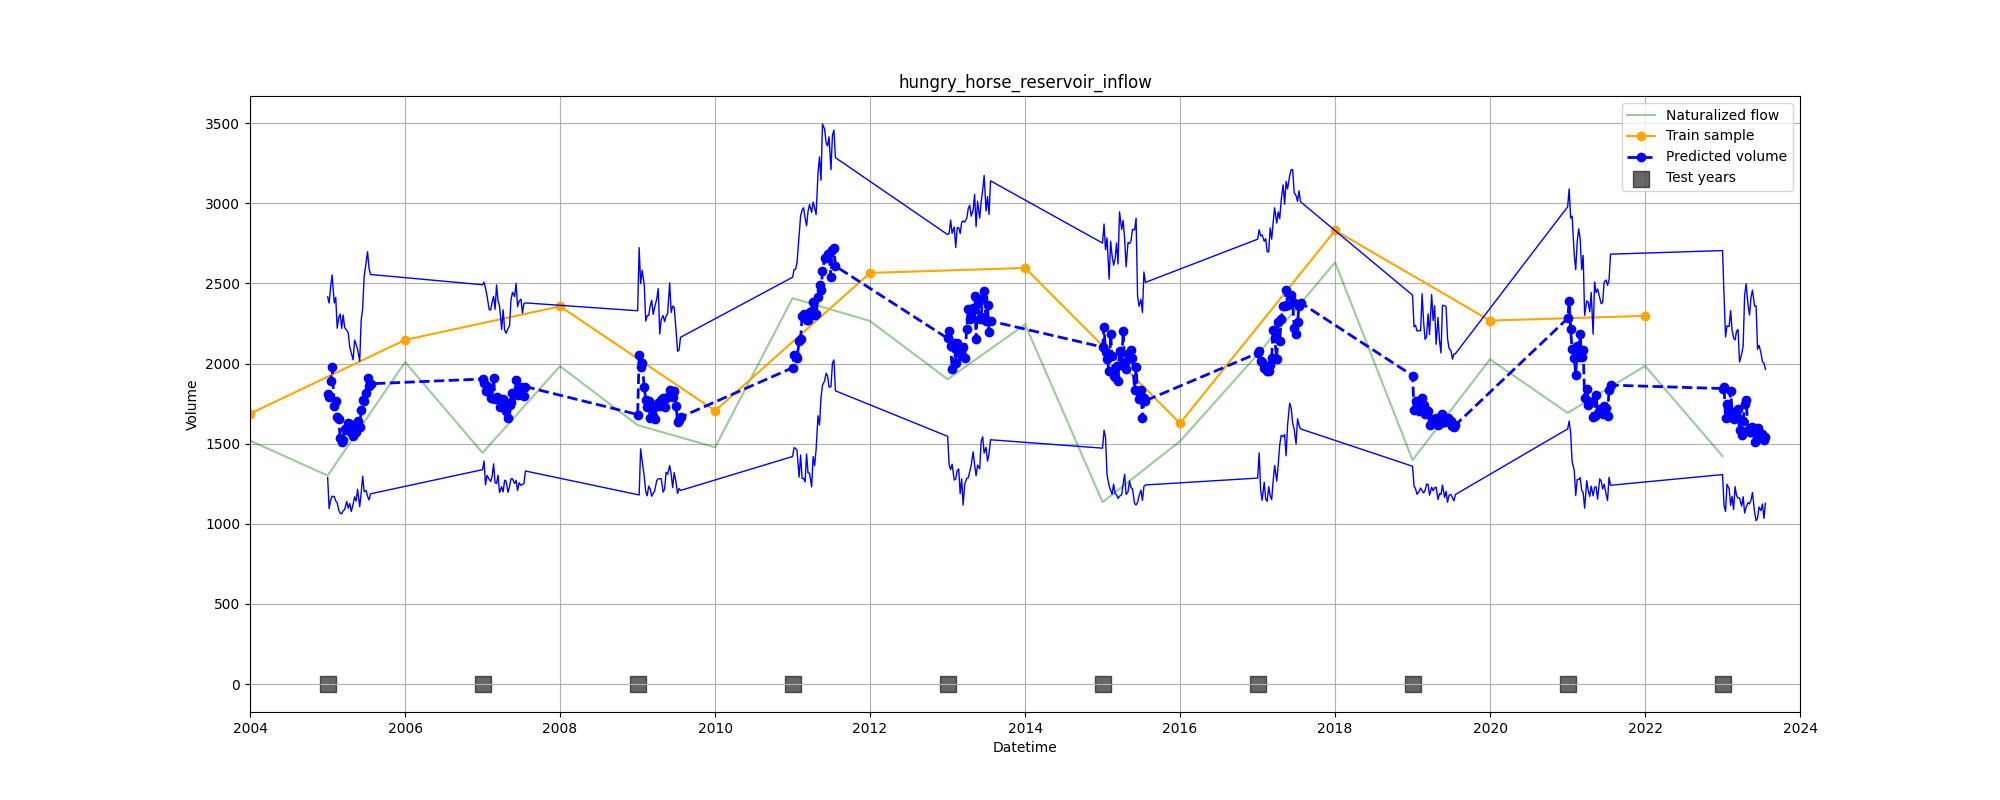 hungry_horse_reservoir_inflow
Naturalized flow
Train sample
Predicted volume
Test years
Volume
3500
3000
2500
2000
1500
1000
500
0
2004 2006 2008 2010 2012 2014 2016 2018 2020 2022 2024
Datetime